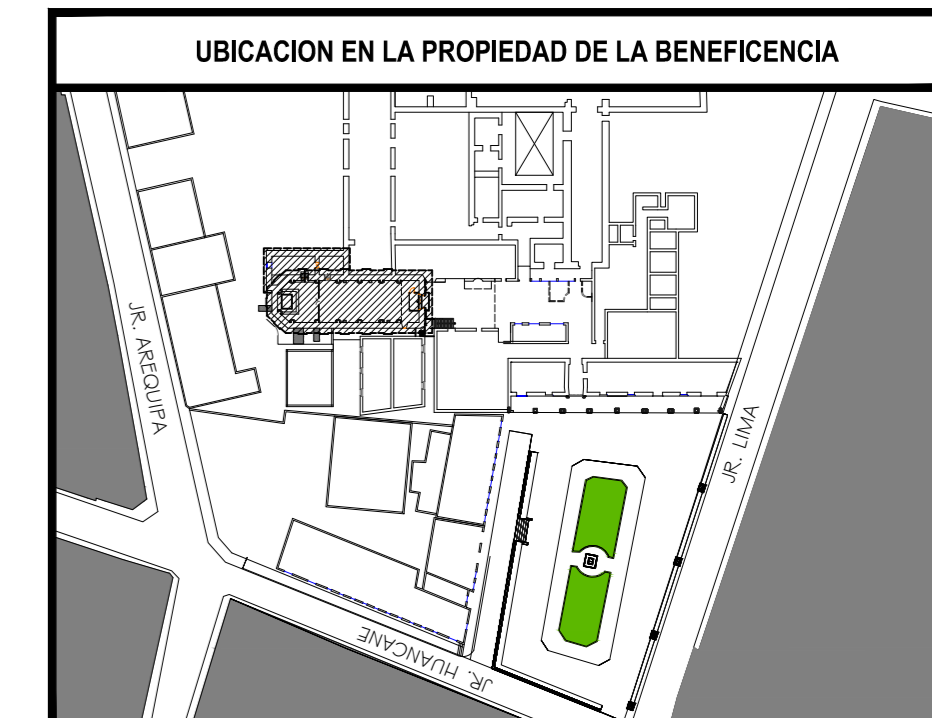 UBICACION EN LA PROPIEDAD DE LA BENEFICENCIA
JR. AREQUIPA
JR. LIMA
JR. HUANCANE